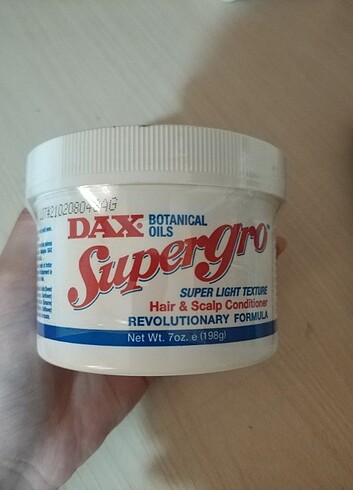 DAX
BOTANICAL
OILS
Supergro
SUPER LIGHT TEXTURE
Hair & Scalp Conditioner
REVOLUTIONARY FORMULA
Net Wt. 7oz. e (198g)